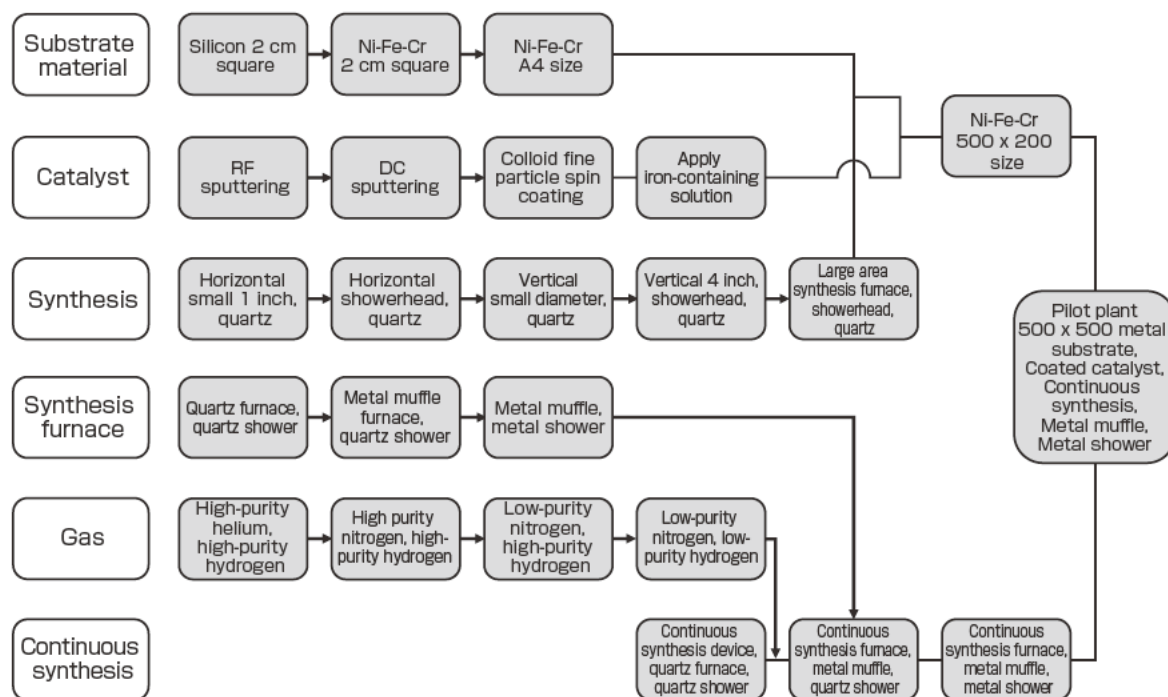 Substrate
material
Silicon 2 cm
square
Ni-Fe-Cr
2 cm square
Ni-Fe-Cr
A4 size
Ni-Fe-Cr
500 x 200
size
Catalyst
RF
sputtering
DC
sputtering
Colloid fine
particle spin
coating
Apply
iron-containing
solution
Synthesis
Horizontal
small 1 inch,
quartz
Horizontal
showerhead,
quartz
Vertical
small diameter,
quartz
Vertical 4 inch,
showerhead,
quartz
Large area
synthesis furnace,
showerhead,
quartz
Pilot plant
500 x 500 metal
substrate,
Coated catalyst,
Continuous
synthesis,
Metal muffle,
Metal shower
Synthesis
furnace
Quartz furnace,
quartz shower
Metal muffle
furnace,
quartz shower
Metal muffle,
metal shower
Gas
High-purity
helium,
high-purity
hydrogen
High purity
nitrogen, high-
purity hydrogen
Low-purity
nitrogen,
high-purity
hydrogen
Low-purity
nitrogen, low-
purity hydrogen
Continuous
synthesis
Continuous
synthesis device,
quartz furnace,
quartz shower
Continuous
synthesis furnace,
metal muffle,
quartz shower
Continuous
synthesis furnace,
metal muffle,
metal shower